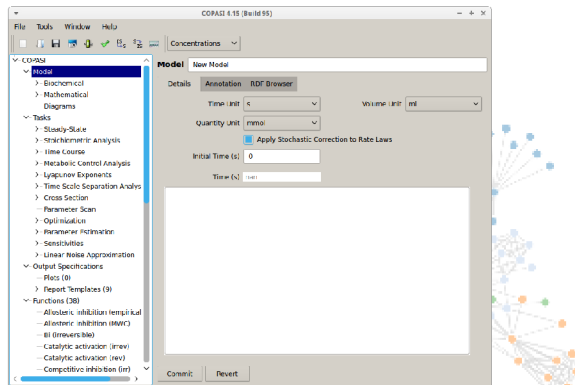 COPASI 4.15 (Build 95)
File Tools Window Help
Concentrations
COPASI
Model
Biochemical
Mathematical
Diagrams
Tasks
Steady-State
Stoichiometric Analysis
Time Course
Metabolic Control Analysis
Lyapunov Exponents
Time Scale Separation Analys
Cross Section
Parameter Scan
Optimization
Parameter Estimation
Sensitivities
Linear Noise Approximation
Output Specifications
Plots (0)
Report Templates (9)
Functions (38)
Allosteric inhibition (empirical
Allosteric inhibition (MWC)
Bi (irreversible)
Catalytic activation (irrev)
Catalytic activation (rev)
Competitive inhibition (irr)
Model New Model
Details Annotation RDF Browser
Time Unit s Volume Unit ml
Quantity Unit mmol
Apply Stochastic Correction to Rate Laws
Initial Time (s) 0
Time (s) nan
Commit Revert